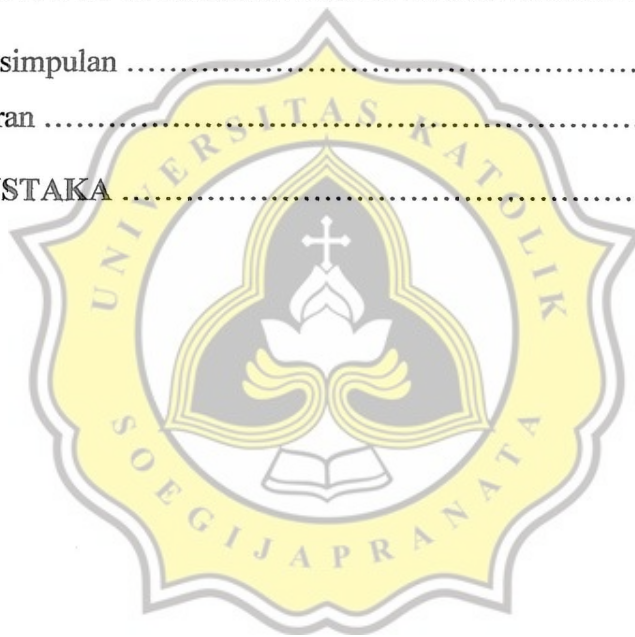 simpulan ........................................................
ran ........................................................
STAKA ........................................................
UNIVERSITAS KATOLIK
SOEGIJAPRANATA